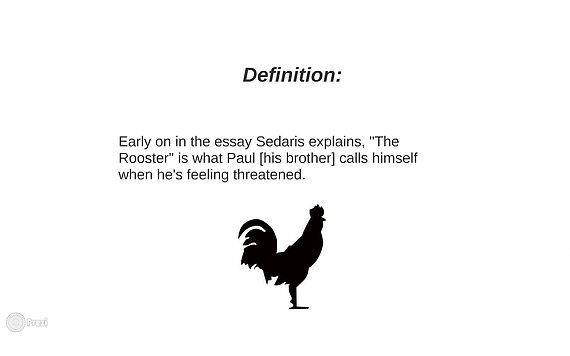 Definition:
Early on in the essay Sedaris explains, "The
Rooster" is what Paul [his brother] calls himself
when he's feeling threatened.
Prezi